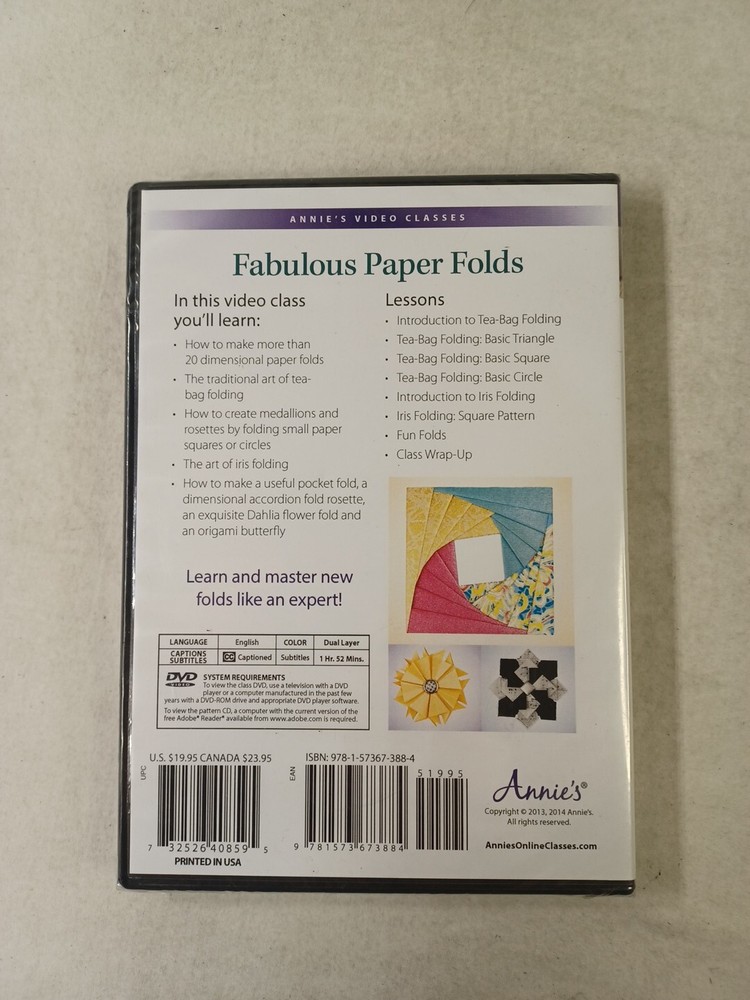 ANNIE'S VIDEO CLASSES
Fabulous Paper Folds
In this video class
you'll learn:
• How to make more than
20 dimensional paper folds
• The traditional art of tea-
bag folding
• How to create medallions and
rosettes by folding small paper
squares or circles
• The art of iris folding
• How to make a useful pocket fold, a
dimensional accordion fold rosette,
an exquisite Dahlia flower fold and
an origami butterfly
Learn and master new
folds like an expert!
Lessons
• Introduction to Tea-Bag Folding
• Tea-Bag Folding: Basic Triangle
• Tea-Bag Folding: Basic Square
• Tea-Bag Folding: Basic Circle
• Introduction to Iris Folding
• Iris Folding: Square Pattern
• Fun Folds
• Class Wrap-Up
LANGUAGE English COLOR Dual Layer
CAPTIONS SUBTITLES CC Captioned Subtitles 1 Hr. 52 Mins.
DVD VIDEO
SYSTEM REQUIREMENTS
To view the class DVD, use a television with a DVD
player or a computer manufactured in the past few
years with a DVD-ROM drive and appropriate DVD player software.
To view the pattern CD, a computer with the current version of the
free Adobe® Reader® available from www.adobe.com is required.
U.S. $19.95 CANADA $23.95
UPC
7 32526 40859 5
PRINTED IN USA
ISBN: 978-1-57367-388-4
EAN
51995
9 781573 673884
Annie's®
Copyright © 2013, 2014 Annie's.
All rights reserved.
AnniesOnlineClasses.com